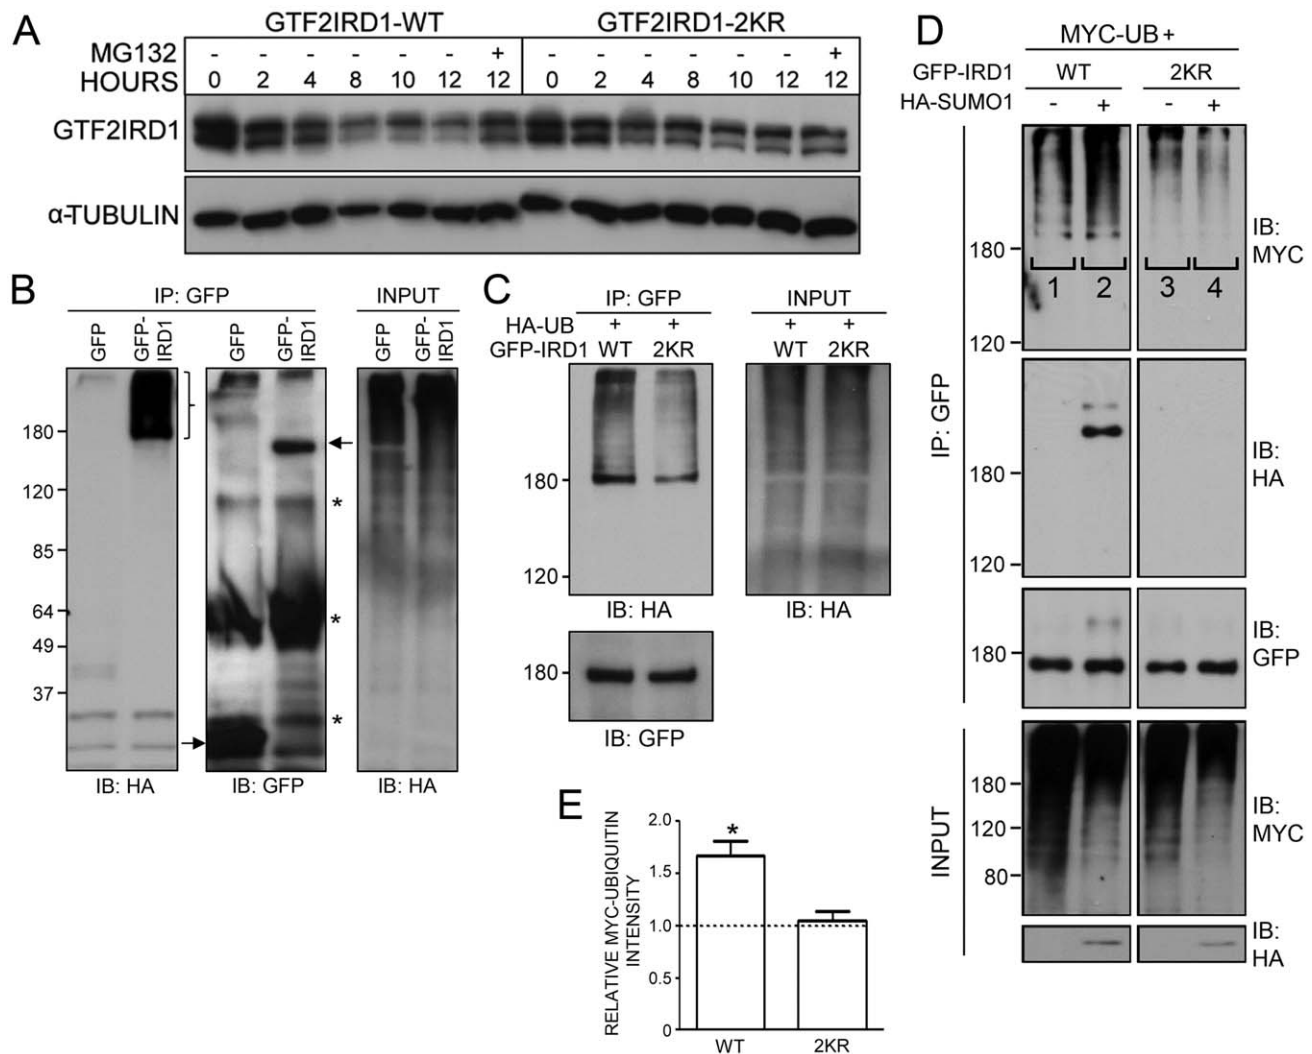 A
GTF2IRD1-WT GTF2IRD1-2KR
MG132 - - - - - - + - - - - - - +
HOURS 0 2 4 8 10 12 12 0 2 4 8 10 12 12
GTF2IRD1
α-TUBULIN
B
IP: GFP INPUT
GFP GFP-IRD1 GFP GFP-IRD1 GFP GFP-IRD1
180
120
85
64
49
37
*
*
*
IB: HA IB: GFP IB: HA
C
IP: GFP INPUT
HA-UB + + + +
GFP-IRD1 WT 2KR WT 2KR
180
120
IB: HA IB: HA
180
IB: GFP
D
MYC-UB +
GFP-IRD1 WT 2KR
HA-SUMO1 - + - +
IP: GFP
180
120
1 2 3 4
IB:
MYC
180
120
IB:
HA
180
IB:
GFP
INPUT
180
120
80
IB:
MYC
IB:
HA
E
RELATIVE MYC-UBIQUITIN
INTENSITY
2.0
1.5
1.0
0.5
0
*
WT 2KR